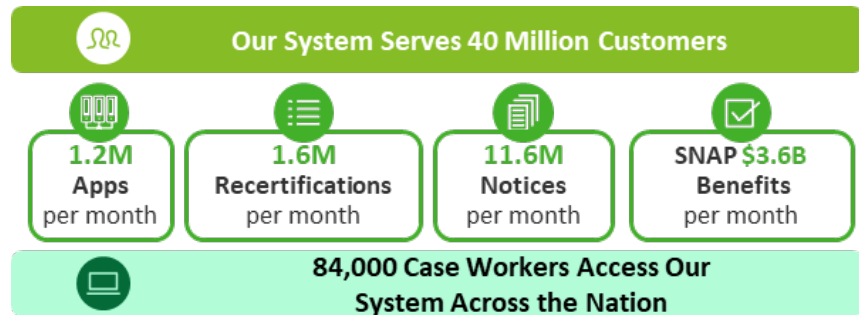 Our System Serves 40 Million Customers
1.2M
Apps
per month
1.6M
Recertifications
per month
11.6M
Notices
per month
SNAP $3.6B
Benefits
per month
84,000 Case Workers Access Our
System Across the Nation